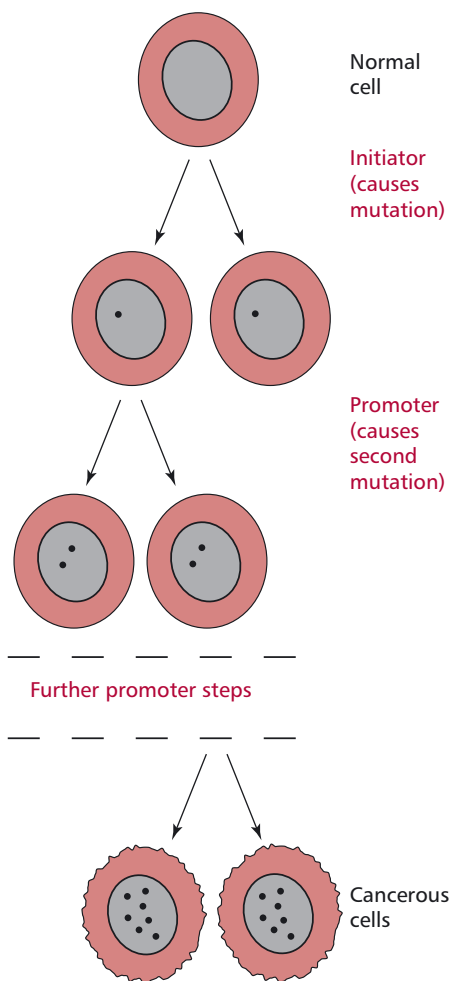 Normal
cell
Initiator
(causes
mutation)
Promoter
(causes
second
mutation)
Further promoter steps
Cancerous
cells